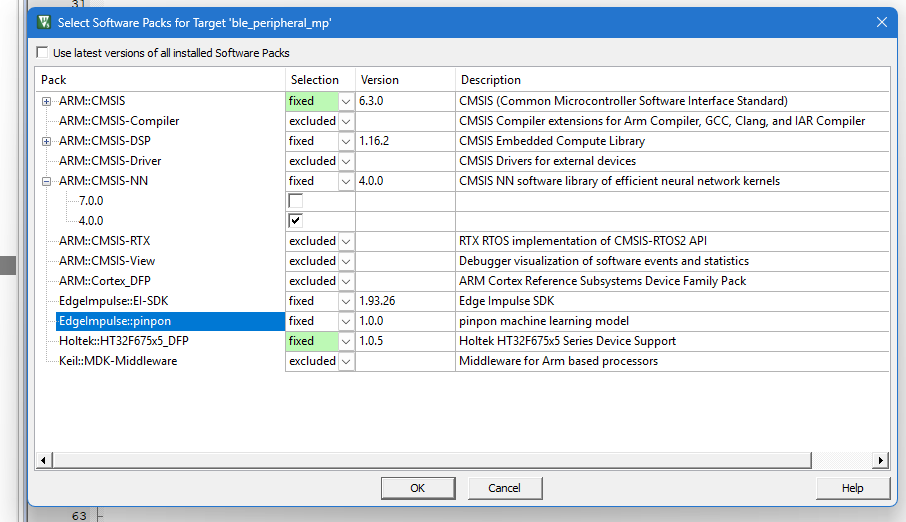 31
Select Software Packs for Target 'ble_peripheral_mp'
Use latest versions of all installed Software Packs
Pack Selection Version Description
ARM::CMSIS fixed 6.3.0 CMSIS (Common Microcontroller Software Interface Standard)
ARM::CMSIS-Compiler excluded CMSIS Compiler extensions for Arm Compiler, GCC, Clang, and IAR Compiler
ARM::CMSIS-DSP fixed 1.16.2 CMSIS Embedded Compute Library
ARM::CMSIS-Driver excluded CMSIS Drivers for external devices
ARM::CMSIS-NN fixed 4.0.0 CMSIS NN software library of efficient neural network kernels
7.0.0
4.0.0
ARM::CMSIS-RTX excluded RTX RTOS implementation of CMSIS-RTOS2 API
ARM::CMSIS-View excluded Debugger visualization of software events and statistics
ARM::Cortex_DFP excluded ARM Cortex Reference Subsystems Device Family Pack
EdgeImpulse::EI-SDK fixed 1.93.26 Edge Impulse SDK
EdgeImpulse::pinpon fixed 1.0.0 pinpon machine learning model
Holtek::HT32F675x5_DFP fixed 1.0.5 Holtek HT32F675x5 Series Device Support
Keil::MDK-Middleware excluded Middleware for Arm based processors
OK Cancel Help
63